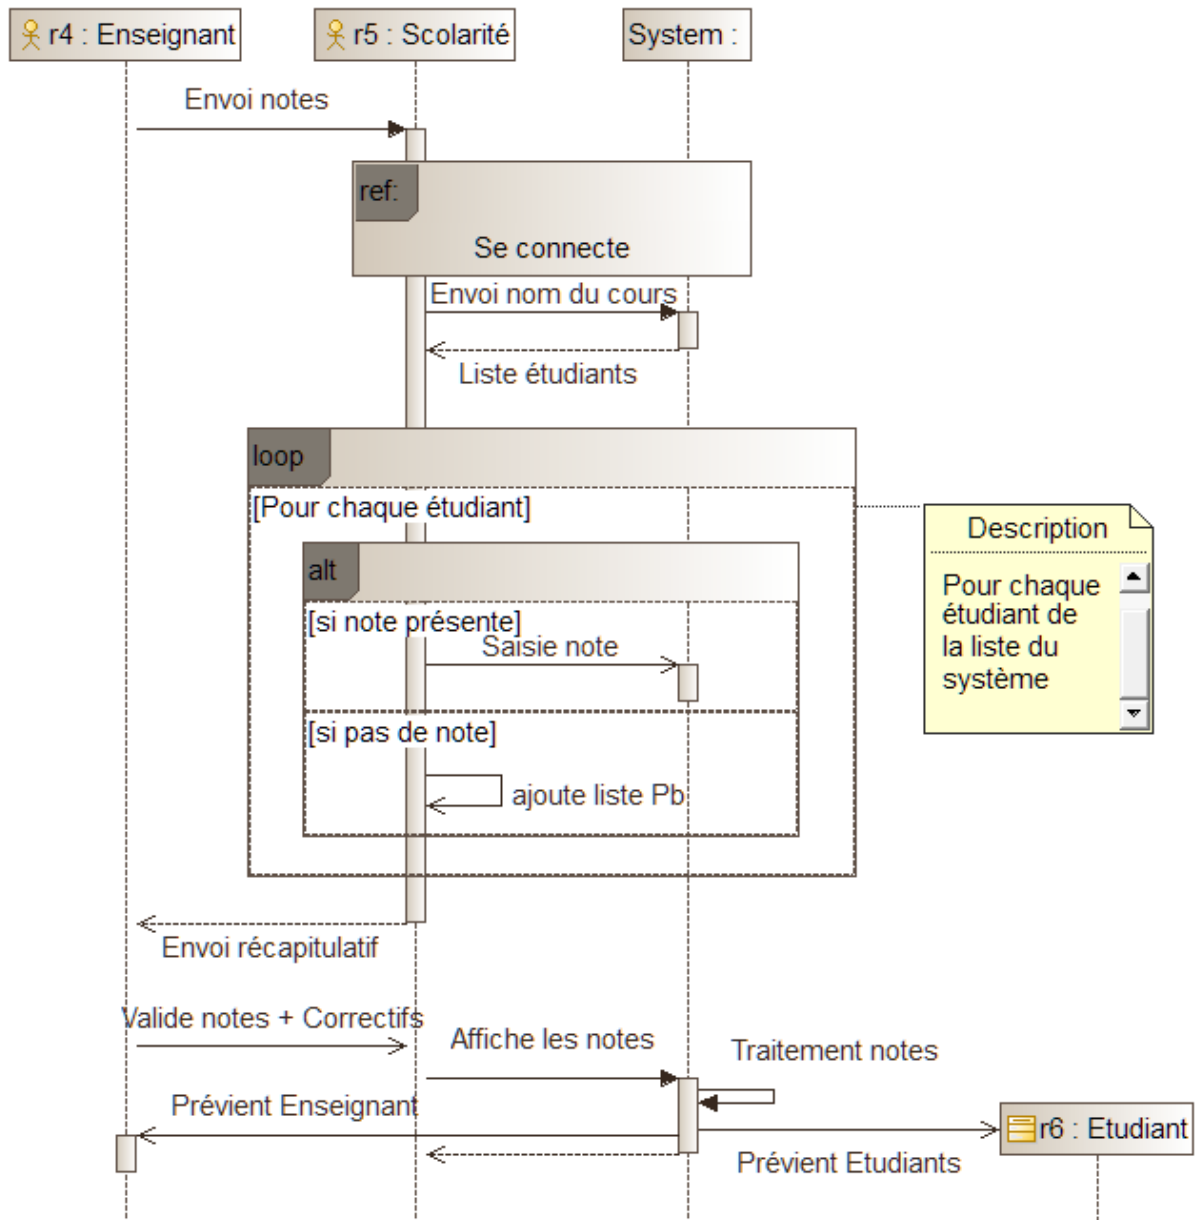 r4 : Enseignant
r5 : Scolarité
System :
Envoi notes
ref:
Se connecte
Envoi nom du cours
Liste étudiants
loop
[Pour chaque étudiant]
Description
Pour chaque
étudiant de
la liste du
système
alt
[si note présente]
Saisie note
[si pas de note]
ajoute liste Pb
Envoi récapitulatif
Valide notes + Correctifs
Affiche les notes
Traitement notes
Prévient Enseignant
r6 : Etudiant
Prévient Etudiants